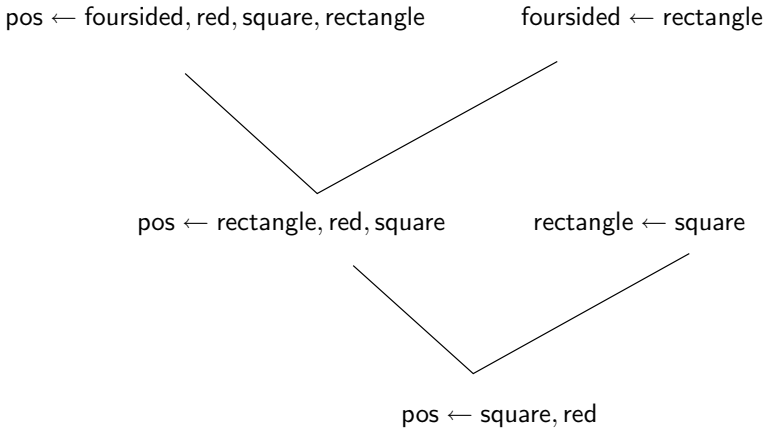 pos ← foursided, red, square, rectangle
foursided ← rectangle
pos ← rectangle, red, square
rectangle ← square
pos ← square, red